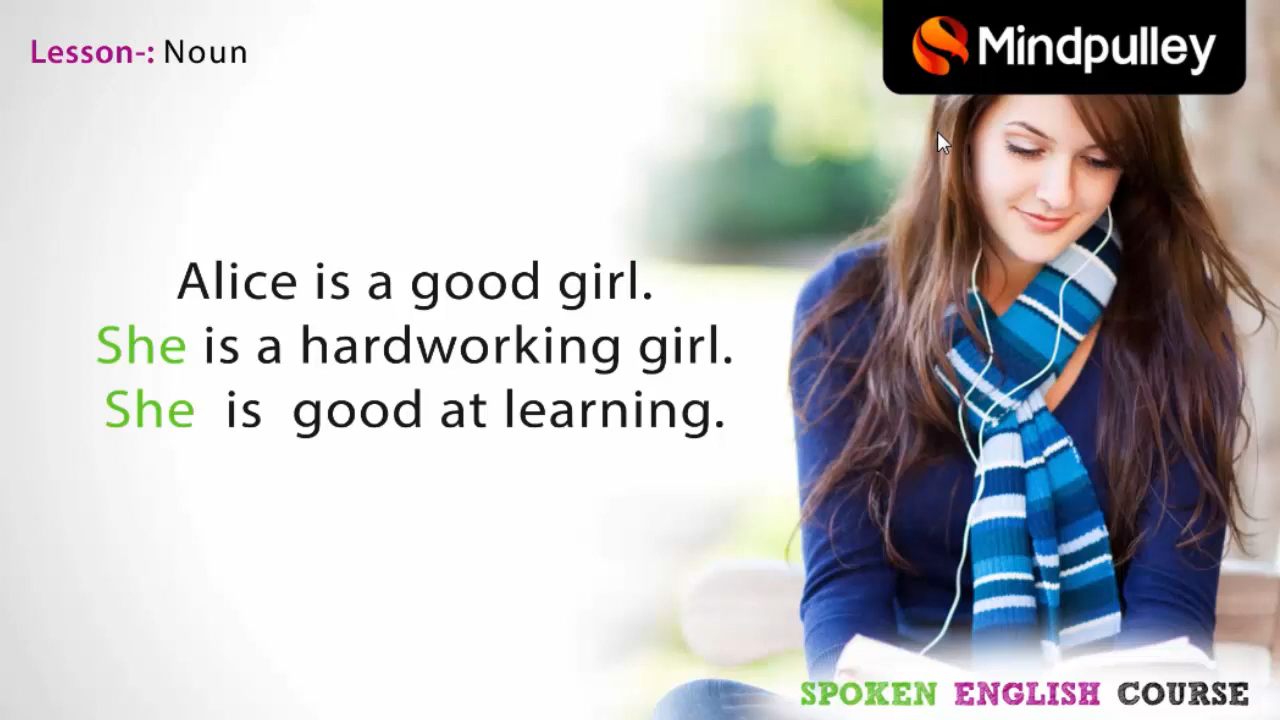 Lesson-: Noun
Mindpulley
Alice is a good girl.
She is a hardworking girl.
She is good at learning.
SPOKEN ENGLISH COURSE